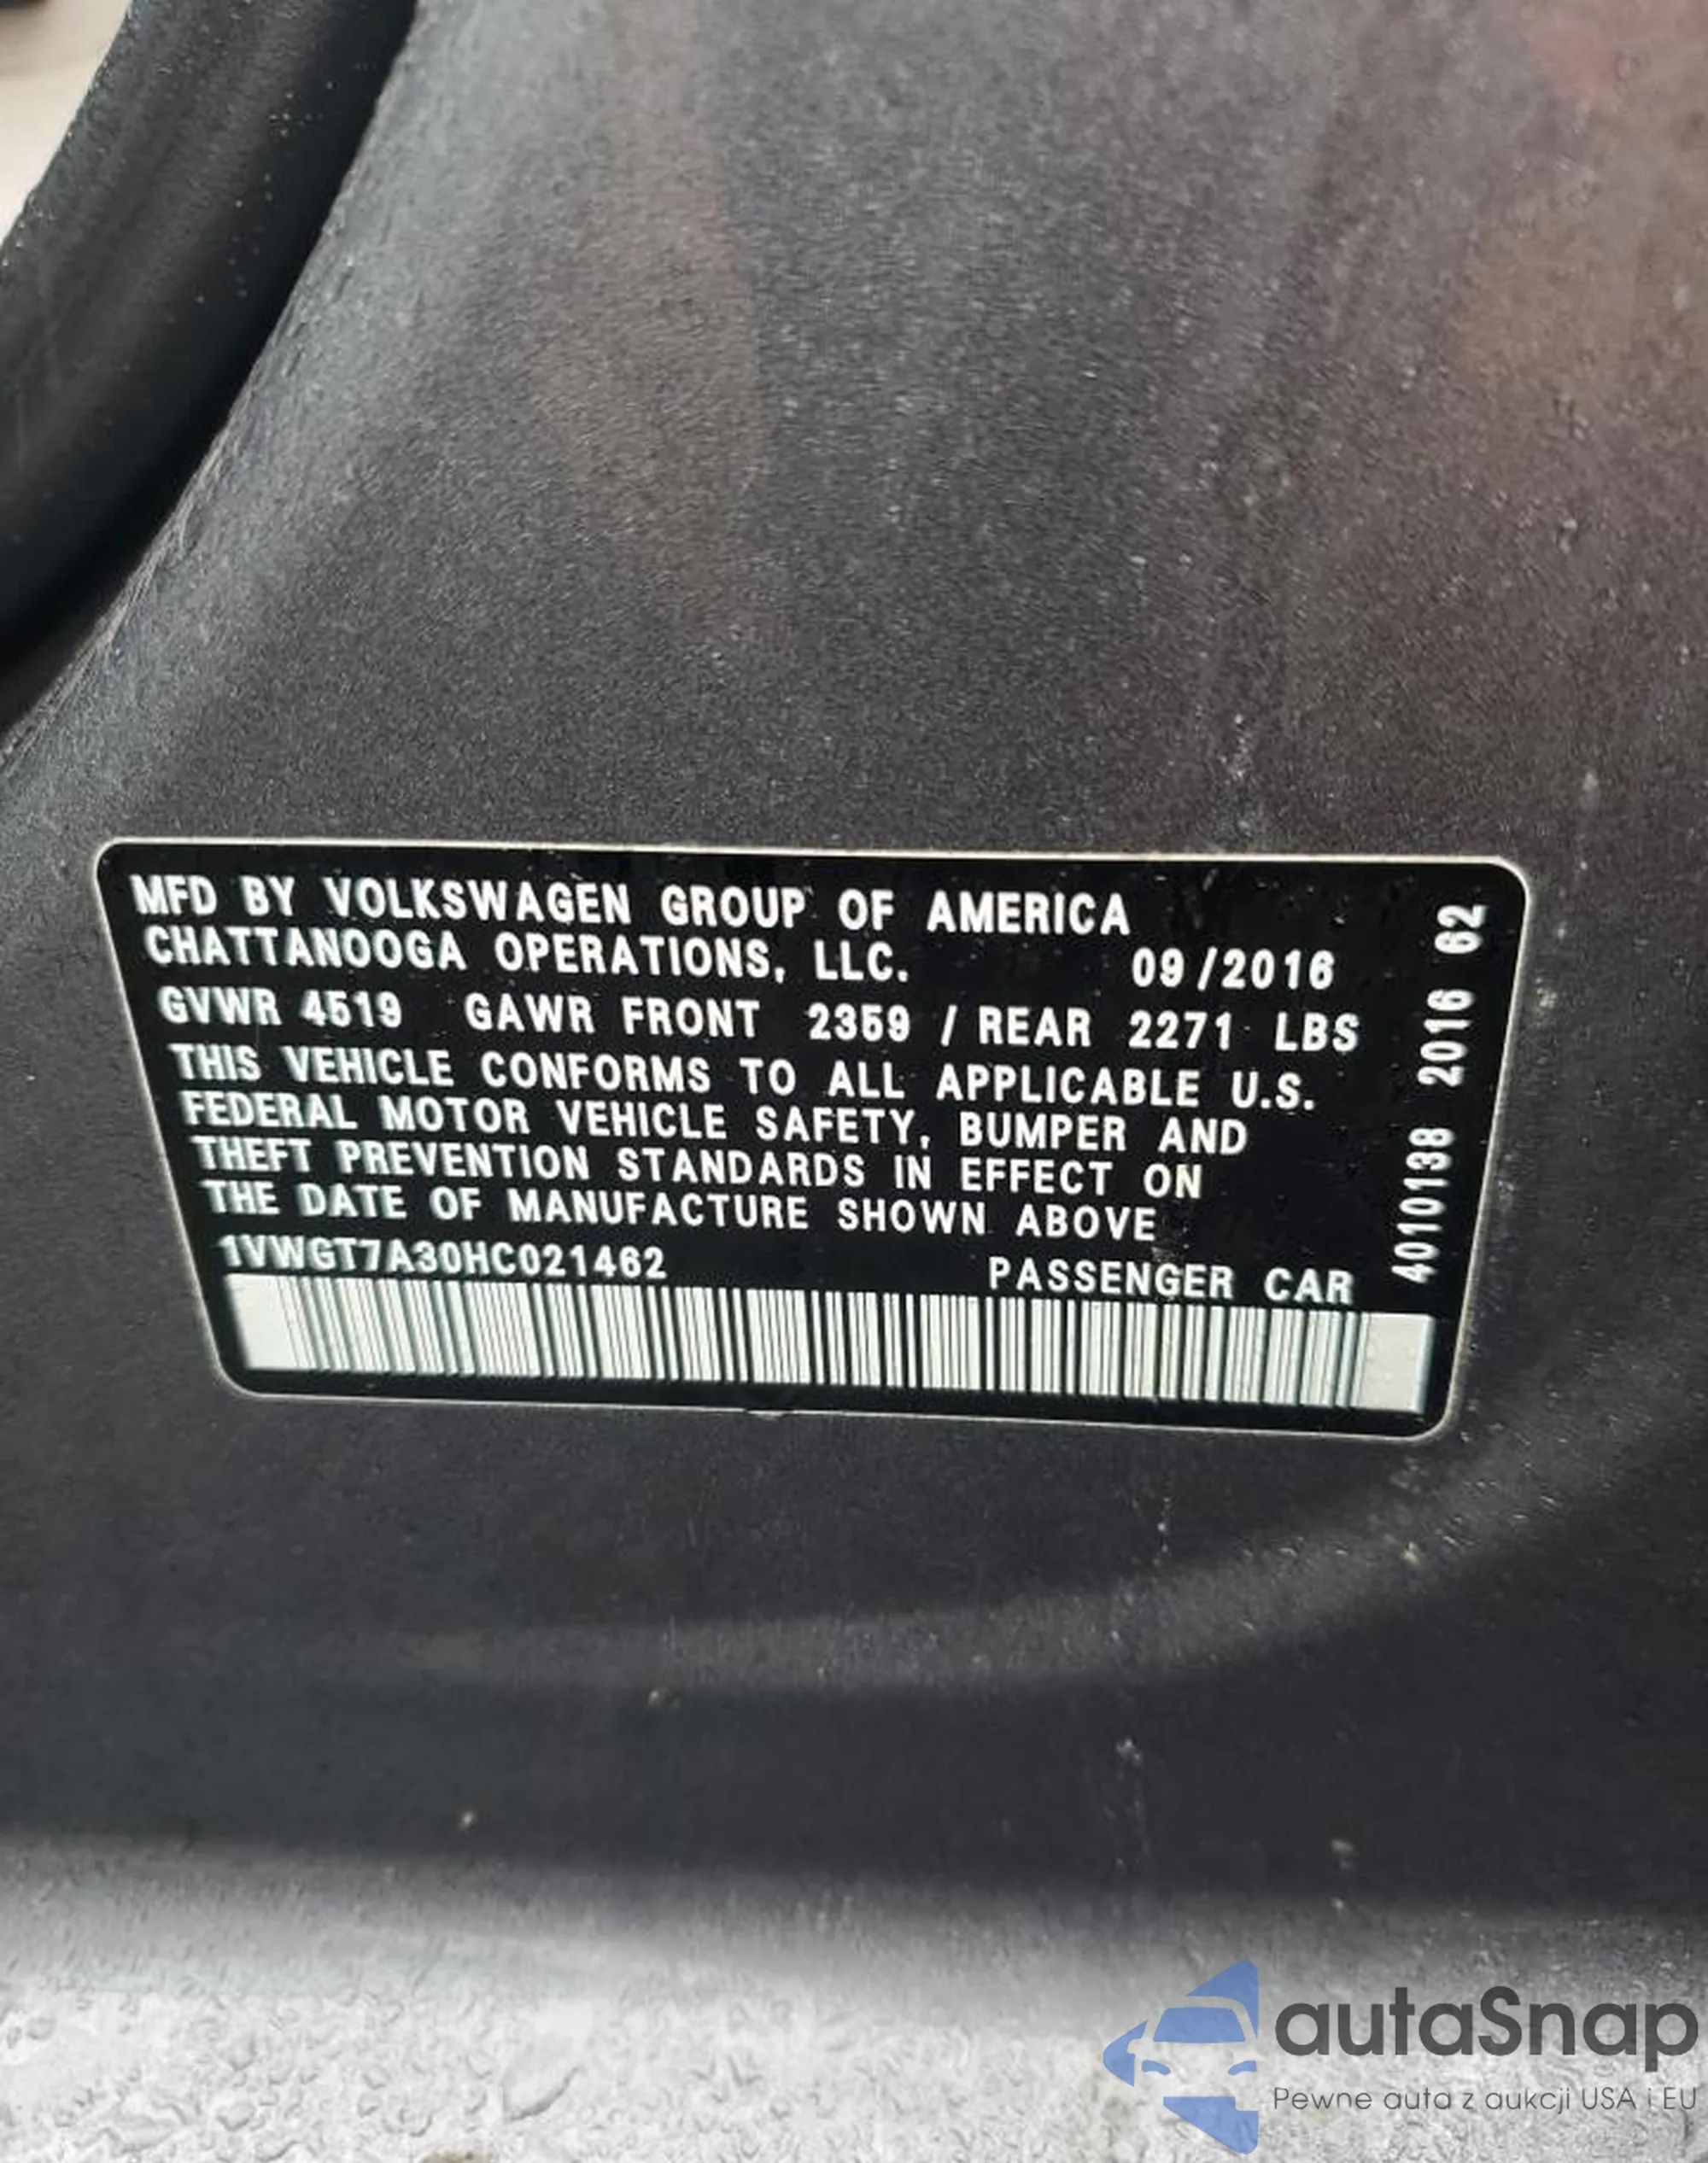 MFD BY VOLKSWAGEN GROUP OF AMERICA
CHATTANOOGA OPERATIONS, LLC. 09/2016
GVWR 4519 GAWR FRONT 2359 / REAR 2271 LBS
THIS VEHICLE CONFORMS TO ALL APPLICABLE U.S.
FEDERAL MOTOR VEHICLE SAFETY, BUMPER AND
THEFT PREVENTION STANDARDS IN EFFECT ON
THE DATE OF MANUFACTURE SHOWN ABOVE
1VWGT7A30HC021462 PASSENGER CAR
4010138 2016 62
autaSnap
Pewne auta z aukcji USA i EU